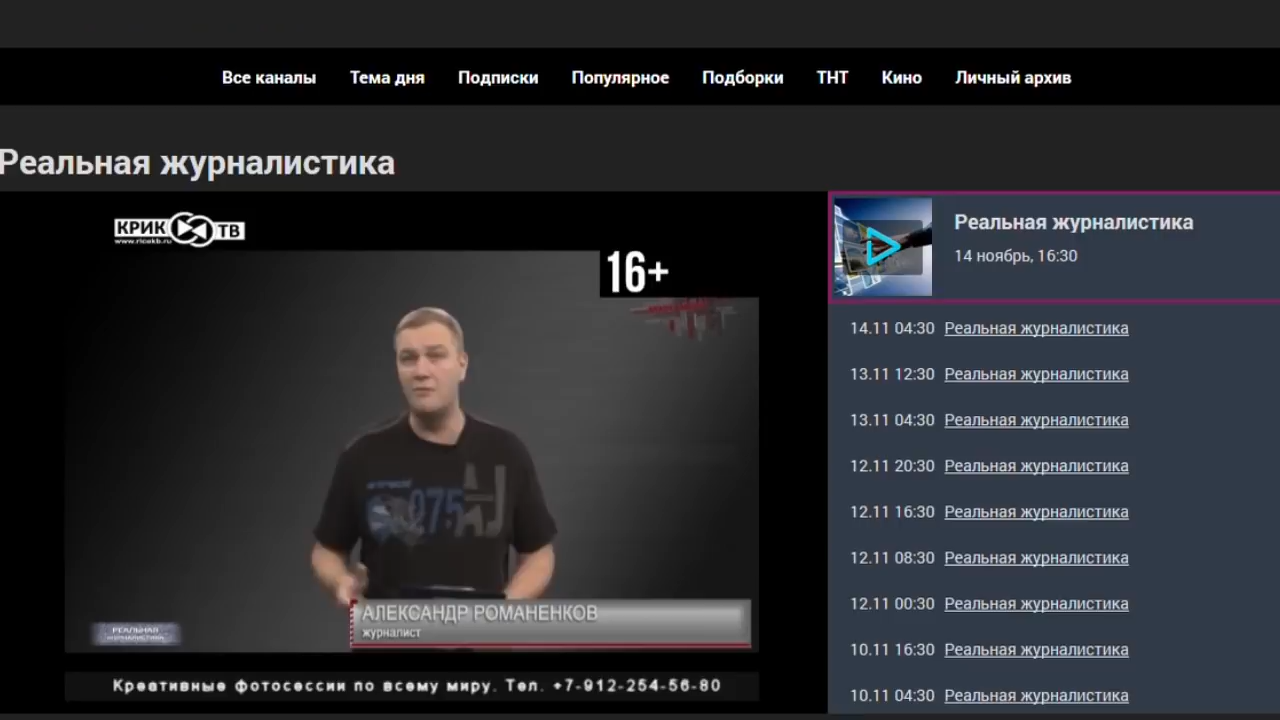 Все каналы Тема дня Подписки Популярное Подборки ТНТ Кино Личный архив
Реальная журналистика
КРИК ТВ
www.ricekb.ru
16+
АЛЕКСАНДР РОМАНЕНКОВ
журналист
РЕАЛЬНАЯ
ЖУРНАЛИСТИКА
Креативные фотосессии по всему миру. Тел. +7-912-254-56-80
Реальная журналистика
14 ноябрь, 16:30
14.11 04:30 Реальная журналистика
13.11 12:30 Реальная журналистика
13.11 04:30 Реальная журналистика
12.11 20:30 Реальная журналистика
12.11 16:30 Реальная журналистика
12.11 08:30 Реальная журналистика
12.11 00:30 Реальная журналистика
10.11 16:30 Реальная журналистика
10.11 04:30 Реальная журналистика